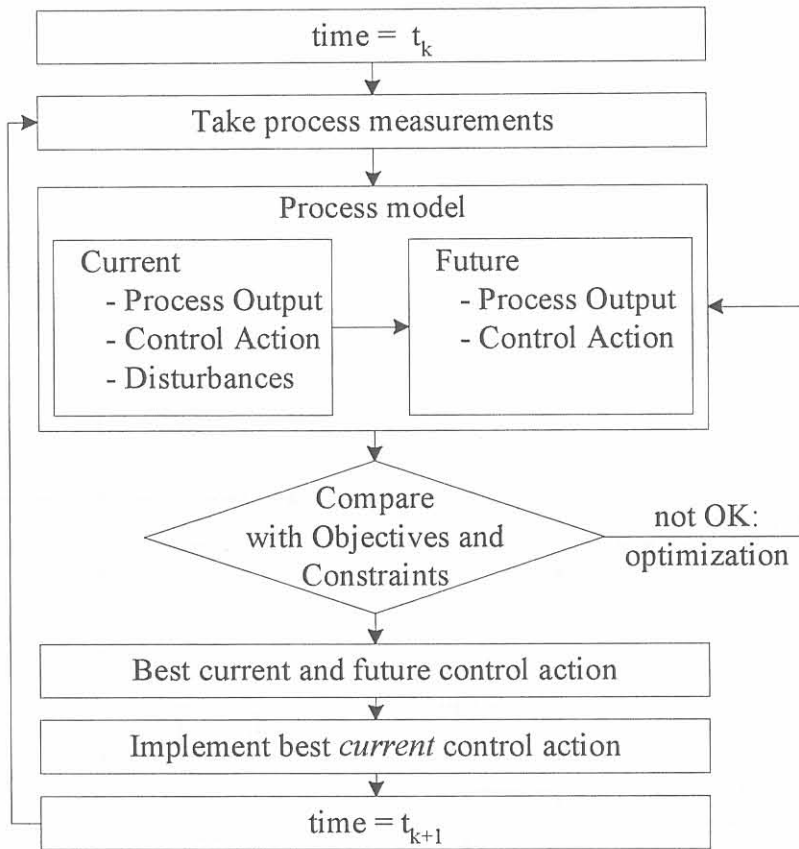 time = t_k
Take process measurements
Process model
Current
- Process Output
- Control Action
- Disturbances
Future
- Process Output
- Control Action
Compare
with Objectives and
Constraints
not OK:
optimization
Best current and future control action
Implement best current control action
time = t_{k+1}